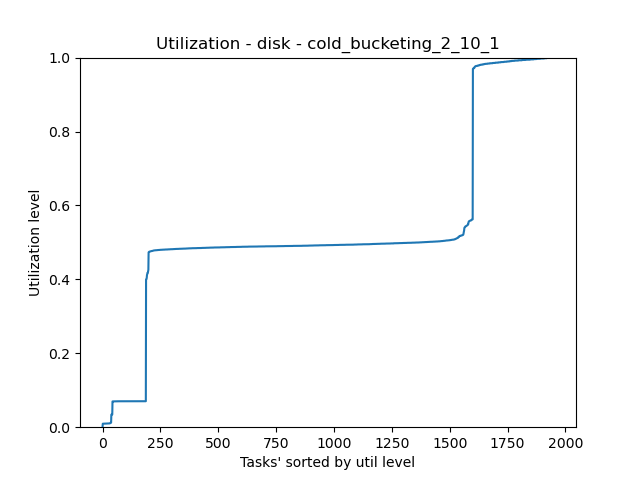 Utilization - disk - cold_bucketing_2_10_1
1.0
0.8
0.6
0.4
0.2
0.0
Utilization level
0 250 500 750 1000 1250 1500 1750 2000
Tasks' sorted by util level